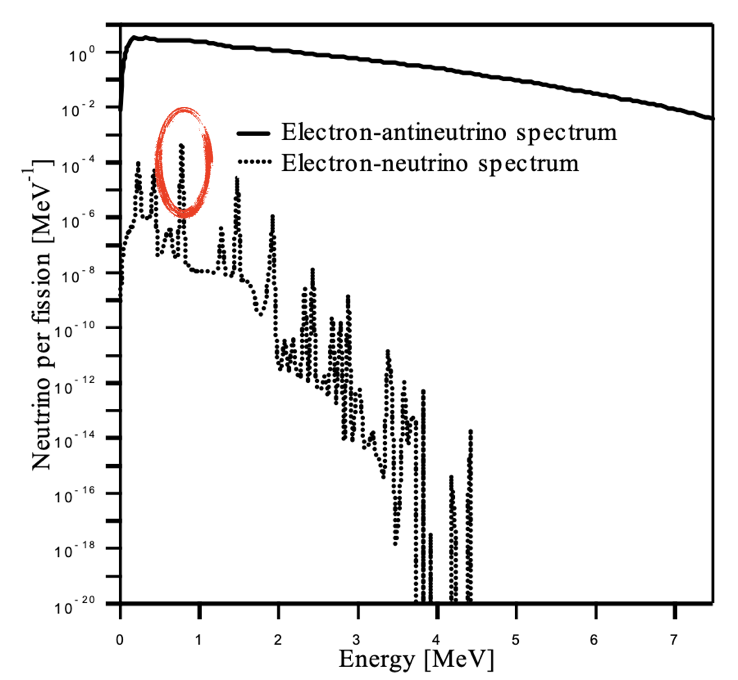 10^0
10^-2
10^-4
10^-6
10^-8
10^-10
10^-12
10^-14
10^-16
10^-18
10^-20
Neutrino per fission [MeV^-1]
Electron-antineutrino spectrum
Electron-neutrino spectrum
0 1 2 3 4 5 6 7
Energy [MeV]